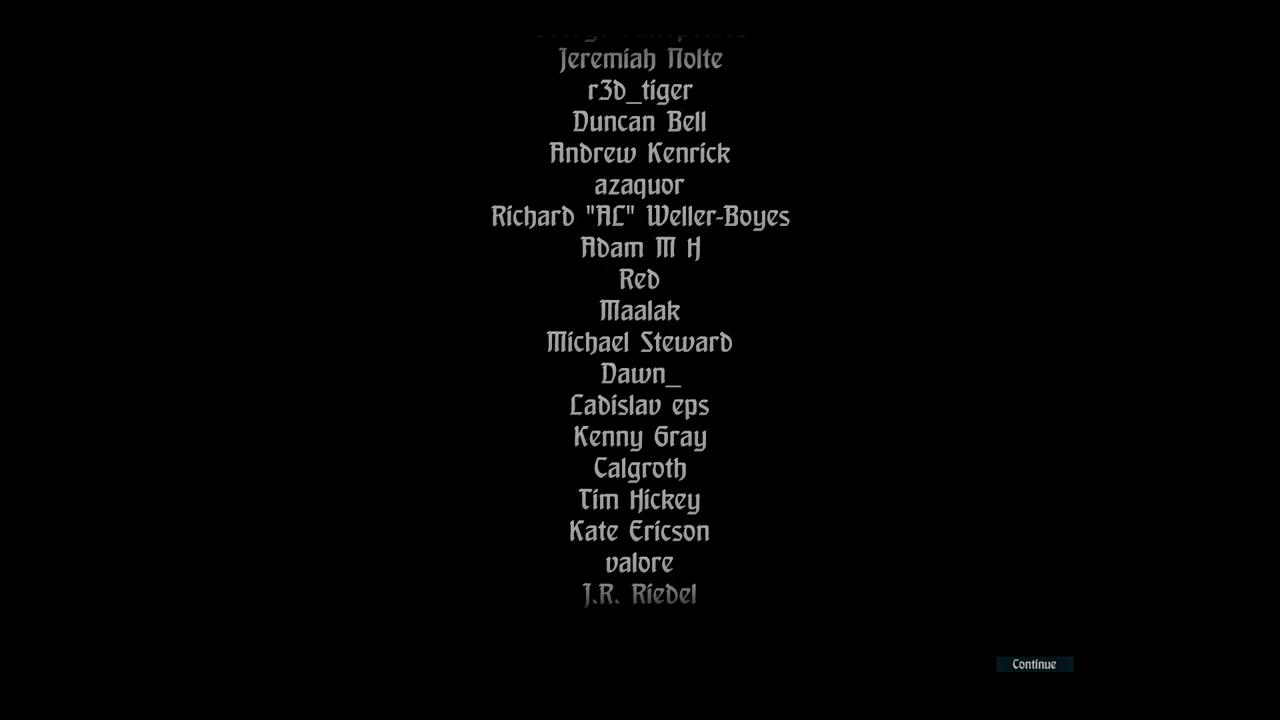 Jeremiah Nolte
r3d_tiger
Duncan Bell
Andrew Kenrick
azaquor
Richard "AL" Weller-Boyes
Adam M H
Red
Maalak
Michael Steward
Dawn_
Ladislav eps
Kenny Gray
Calgroth
Tim Hickey
Kate Ericson
valore
J.R. Riedel
Continue